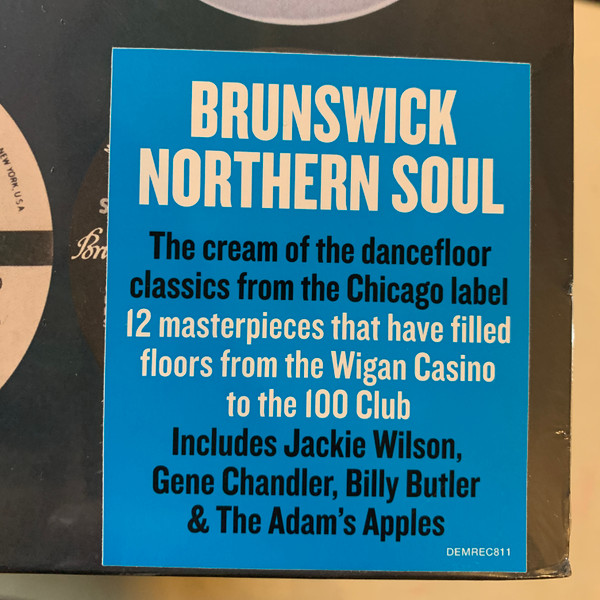 NEW YORK, U.S.A.
BRUNSWICK
NORTHERN SOUL
The cream of the dancefloor
classics from the Chicago label
12 masterpieces that have filled
floors from the Wigan Casino
to the 100 Club
Includes Jackie Wilson,
Gene Chandler, Billy Butler
& The Adam's Apples
DEMREC811